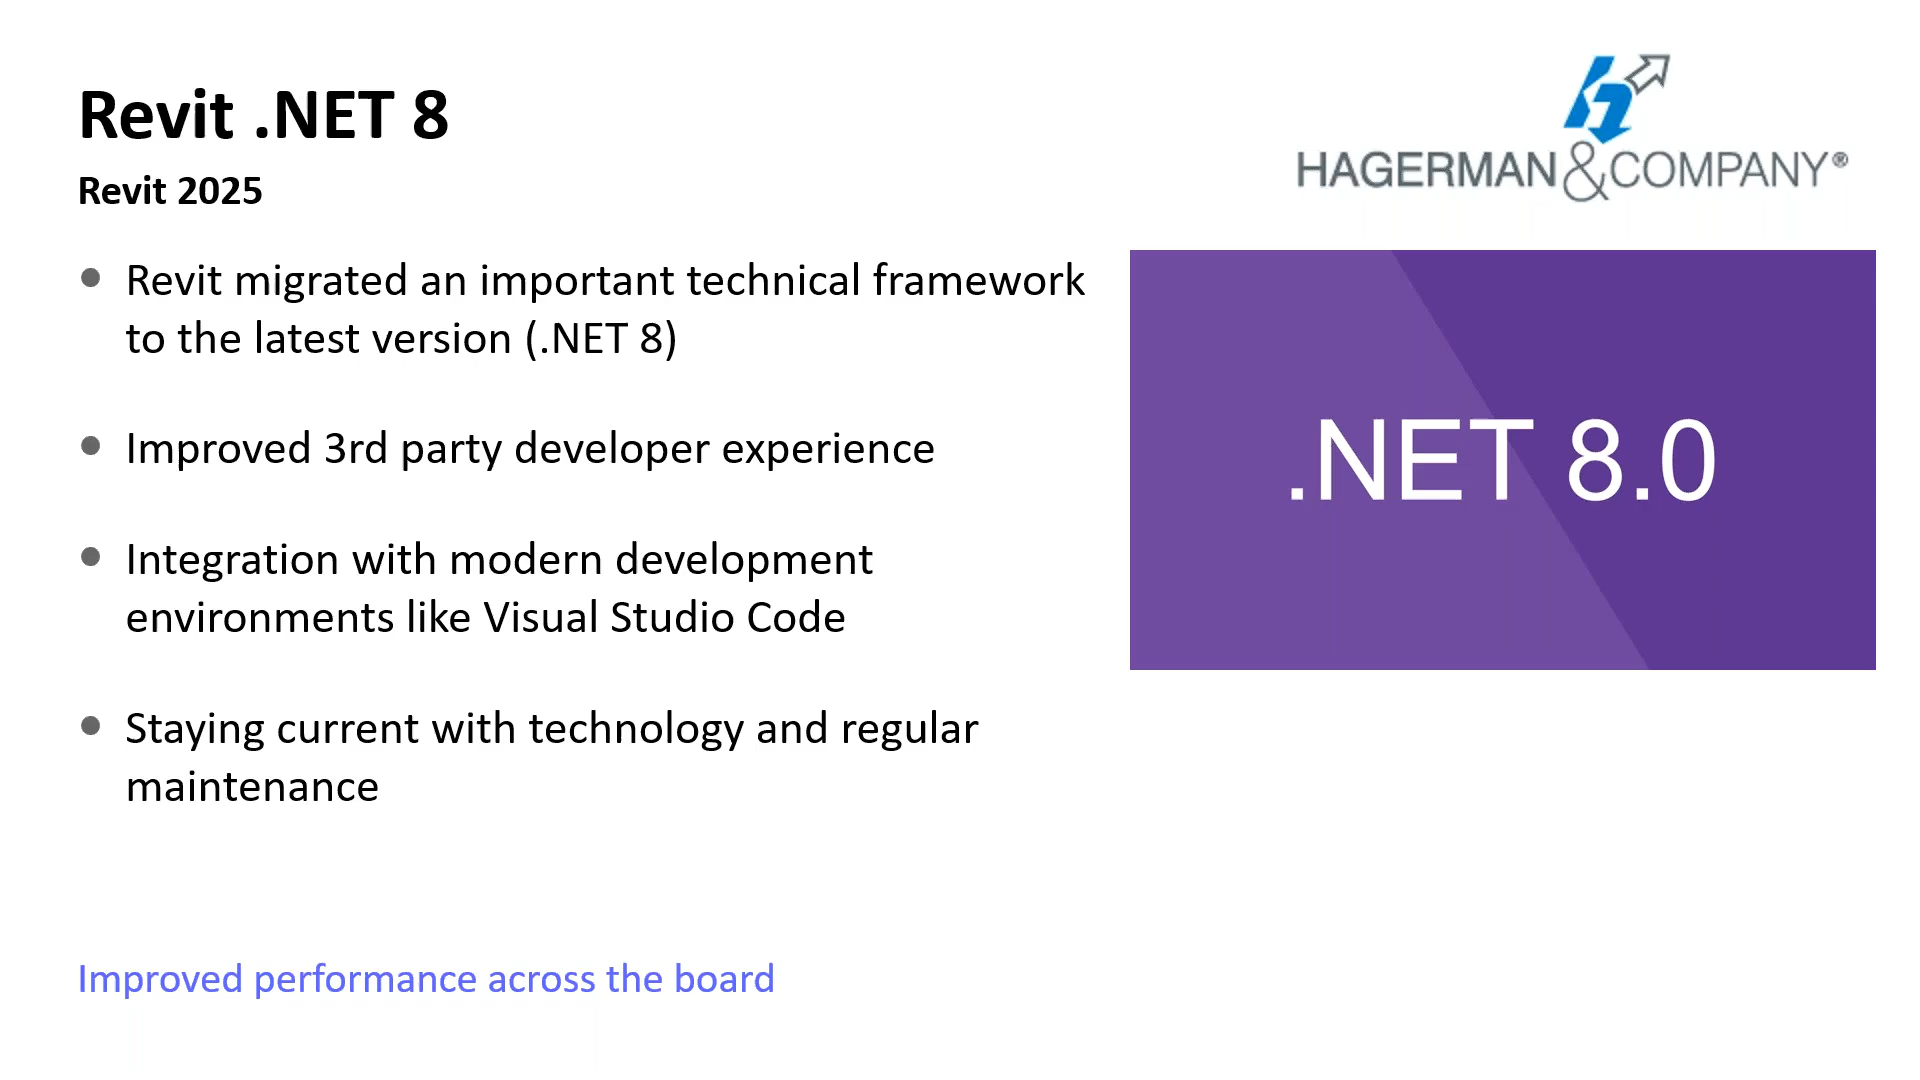 Revit .NET 8
Revit 2025
HAGERMAN&COMPANY®
• Revit migrated an important technical framework
to the latest version (.NET 8)
• Improved 3rd party developer experience
• Integration with modern development
environments like Visual Studio Code
• Staying current with technology and regular
maintenance
.NET 8.0
Improved performance across the board